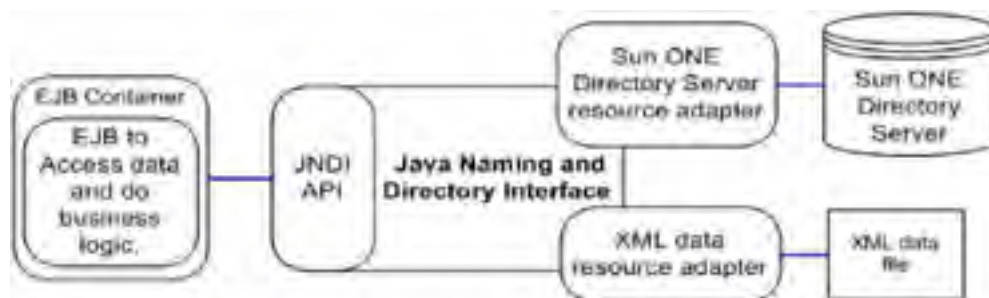 EJB Container
EJB to
Access data
and do
business
logic.
JNDI
API
Java Naming and
Directory Interface
Sun ONE
Directory Server
resource adapter
Sun ONE
Directory
Server
XML data
resource adapter
XML data
file